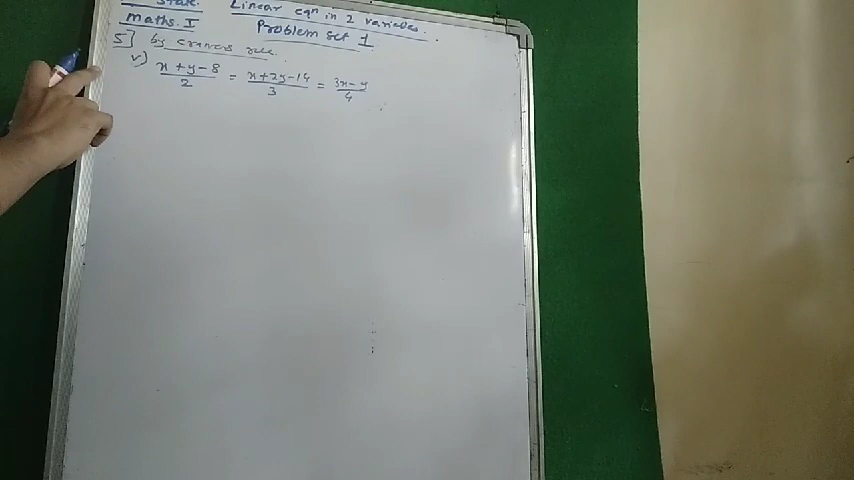 State. Linear eqn in 2 variables.
Maths. I Problem set 1
5] by cramers rule.
v) x + y - 8 / 2 = x + 2y - 14 / 3 = 3x - y / 4